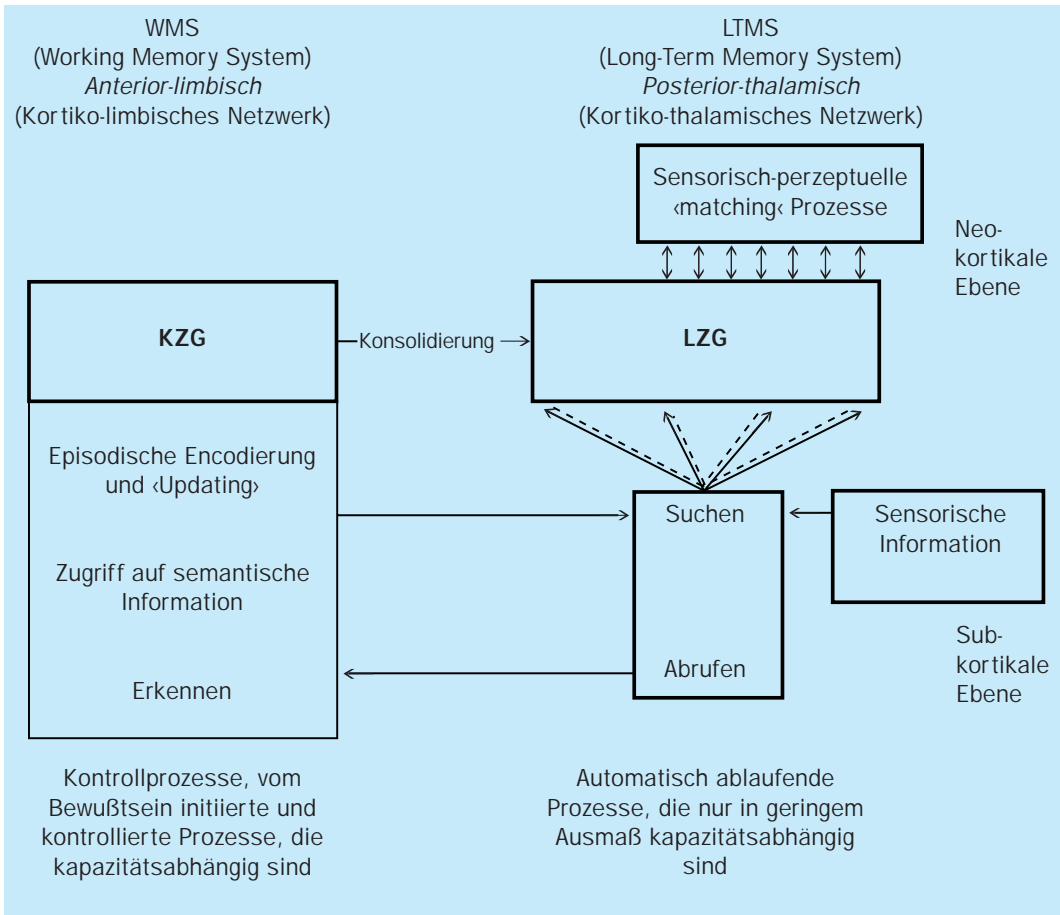 WMS
(Working Memory System)
Anterior-limbisch
(Kortiko-limbisches Netzwerk)
LTMS
(Long-Term Memory System)
Posterior-thalamisch
(Kortiko-thalamisches Netzwerk)
Sensorisch-perzeptuelle
‹matching‹ Prozesse
Neo-
kortikale
Ebene
KZG
Konsolidierung
LZG
Episodische Encodierung
und ‹Updating›
Zugriff auf semantische
Information
Erkennen
Suchen
Abrufen
Sensorische
Information
Sub-
kortikale
Ebene
Kontrollprozesse, vom
Bewußtsein initiierte und
kontrollierte Prozesse, die
kapazitätsabhängig sind
Automatisch ablaufende
Prozesse, die nur in geringem
Ausmaß kapazitätsabhängig
sind